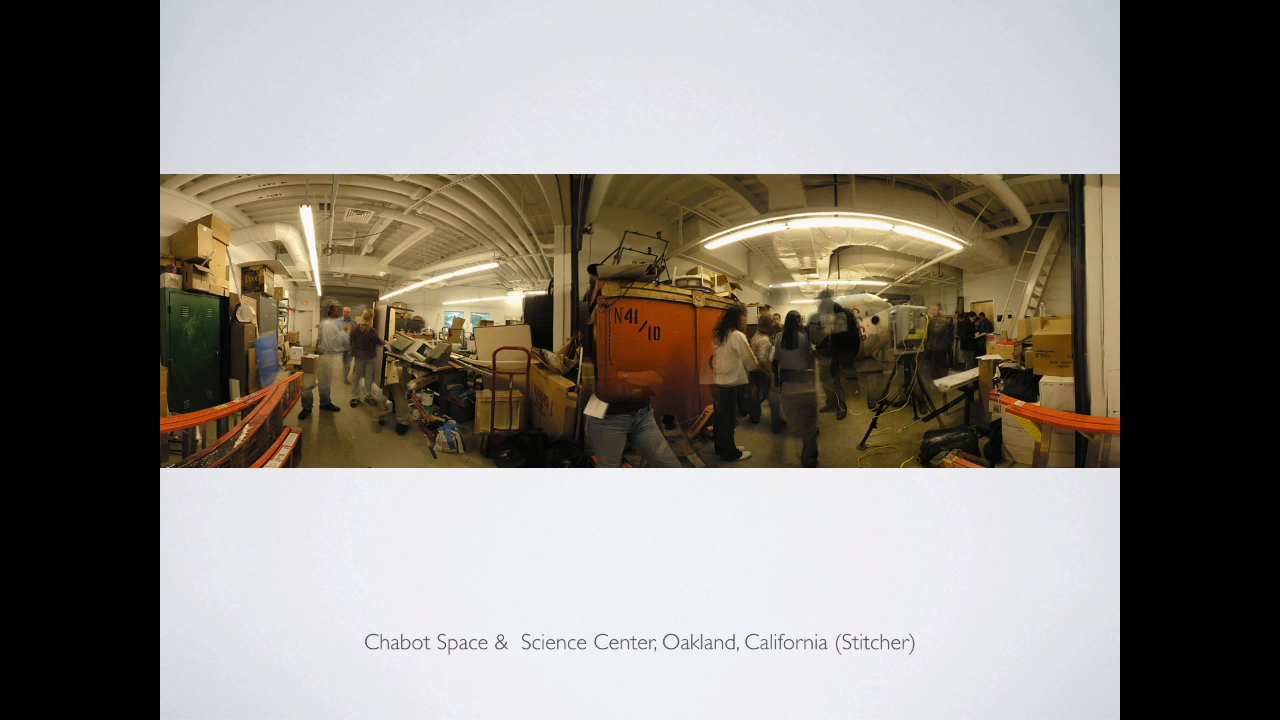 N41/10
Chabot Space & Science Center, Oakland, California (Stitcher)